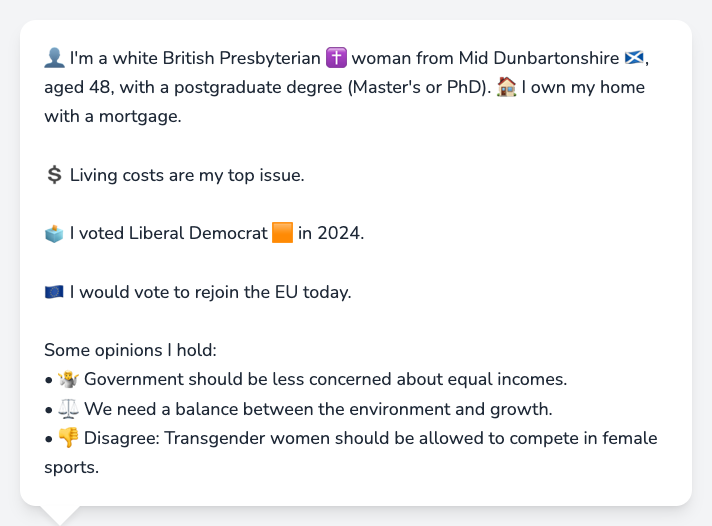 👤 I'm a white British Presbyterian ✝️ woman from Mid Dunbartonshire 🏴󠁧󠁢󠁳󠁣󠁴󠁿,
aged 48, with a postgraduate degree (Master's or PhD). 🏠 I own my home
with a mortgage.
💲 Living costs are my top issue.
🗳️ I voted Liberal Democrat 🟧 in 2024.
🇪🇺 I would vote to rejoin the EU today.
Some opinions I hold:
• 🤷 Government should be less concerned about equal incomes.
• ⚖️ We need a balance between the environment and growth.
• 👎 Disagree: Transgender women should be allowed to compete in female
sports.